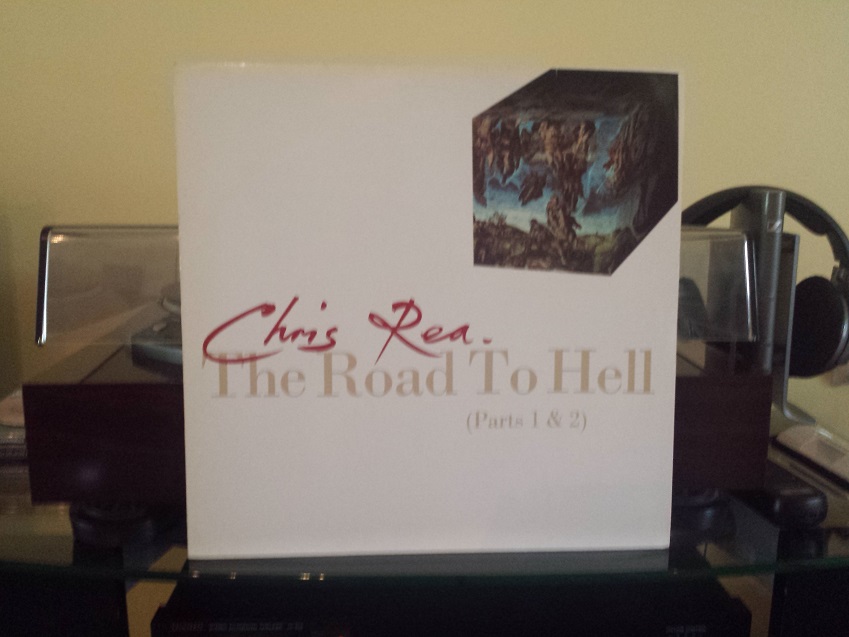 Chris Rea.
The Road To Hell
(Parts 1 & 2)